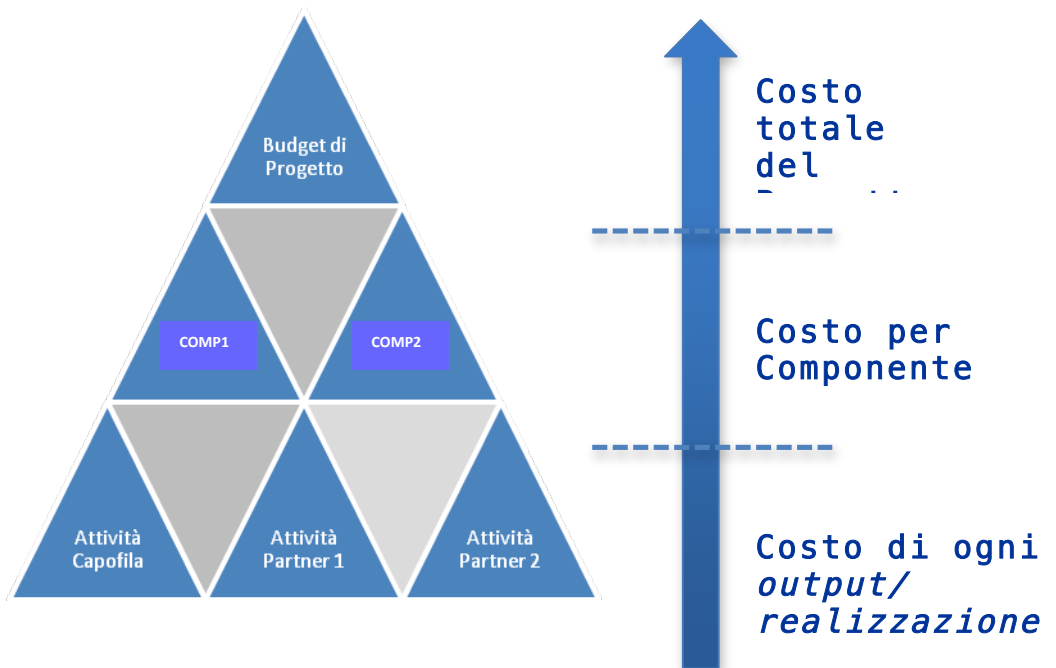 Budget di
Progetto
COMP1
COMP2
Attività
Capofila
Attività
Partner 1
Attività
Partner 2
Costo
totale
del
Costo per
Componente
Costo di ogni
output/
realizzazione